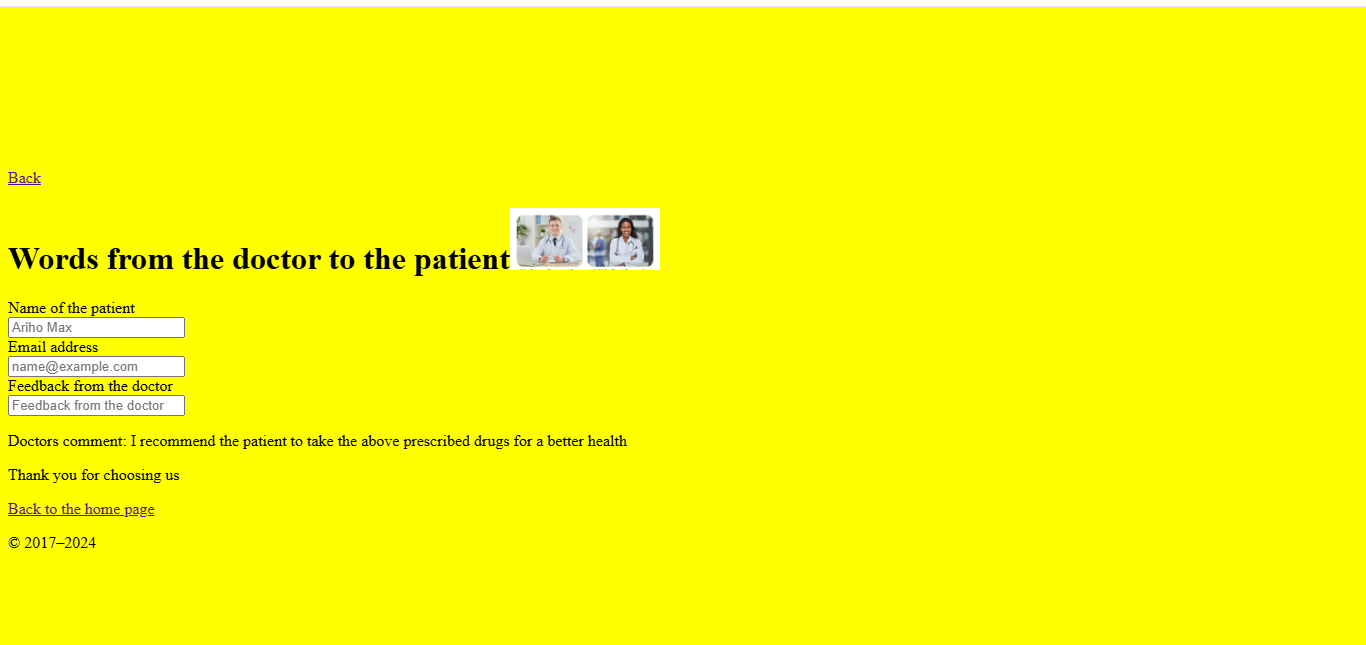 Back
Words from the doctor to the patient
Name of the patient
Ariho Max
Email address
name@example.com
Feedback from the doctor
Feedback from the doctor
Doctors comment: I recommend the patient to take the above prescribed drugs for a better health
Thank you for choosing us
Back to the home page
© 2017–2024